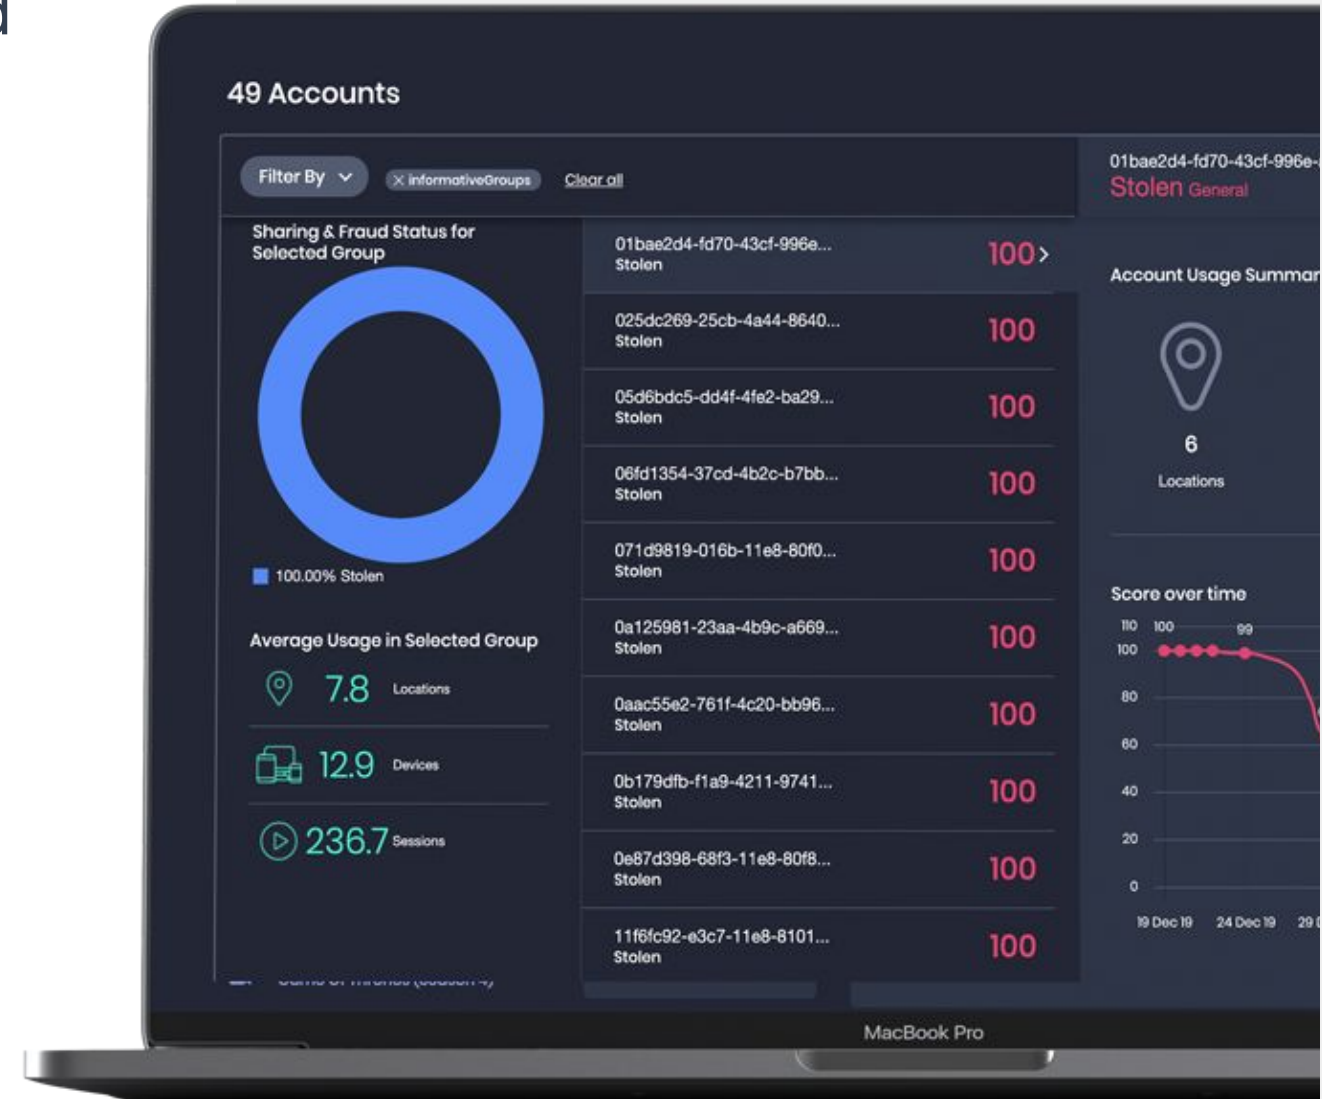 49 Accounts
Filter By
informativeGroups
Clear all
01bae2d4-fd70-43cf-996e-
Stolen General
Sharing & Fraud Status for
Selected Group
100.00% Stolen
Average Usage in Selected Group
7.8 Locations
12.9 Devices
236.7 Sessions
01bae2d4-fd70-43cf-996e... 100
Stolen
025dc269-25cb-4a44-8640... 100
Stolen
05d6bdc5-dd4f-4fe2-ba29... 100
Stolen
06fd1354-37cd-4b2c-b7bb... 100
Stolen
071d9819-016b-11e8-80f0... 100
Stolen
0a125981-23aa-4b9c-a669... 100
Stolen
0aac55e2-761f-4c20-bb96... 100
Stolen
0b179dfb-f1a9-4211-9741... 100
Stolen
0e87d398-68f3-11e8-80f8... 100
Stolen
11f6fc92-e3c7-11e8-8101... 100
Stolen
Account Usage Summar
6
Locations
Score over time
110 100 99
100
80
60
40
20
0
19 Dec 19 24 Dec 19 29
MacBook Pro